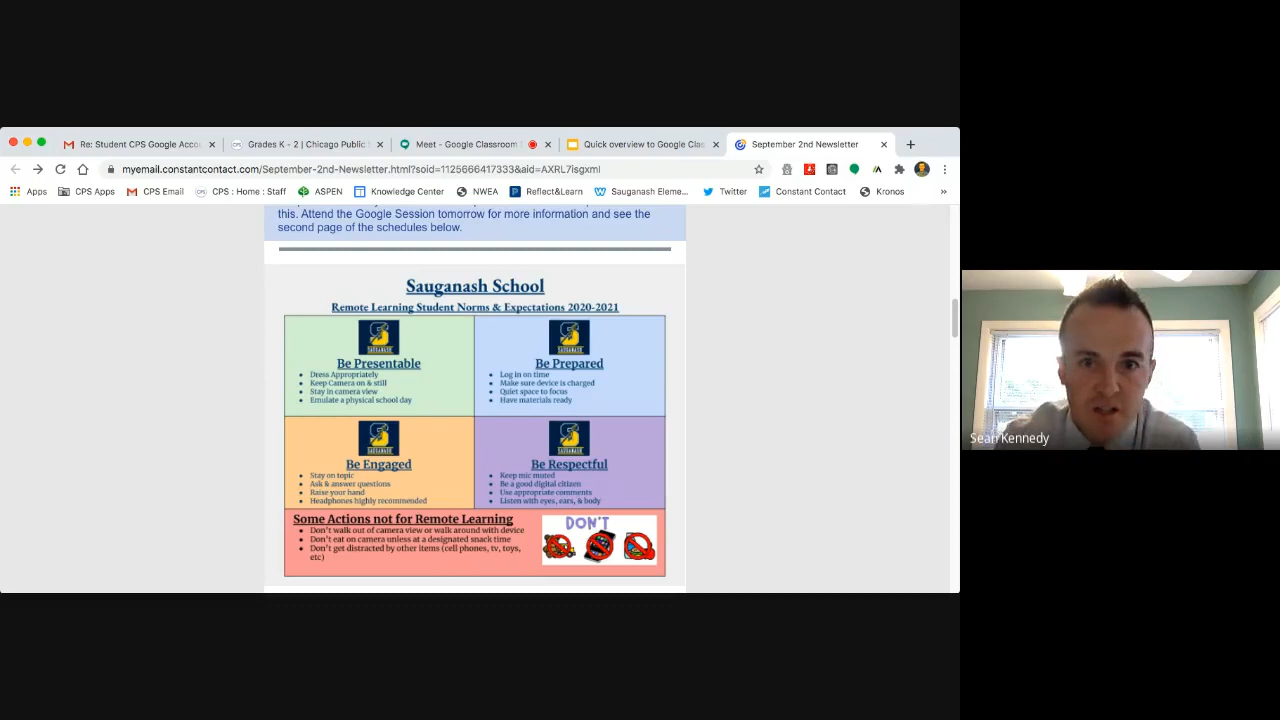 Re: Student CPS Google Accou
Grades K - 2 | Chicago Public S
Meet - Google Classroom
Quick overview to Google Clas
September 2nd Newsletter
myemail.constantcontact.com/September-2nd-Newsletter.html?soid=1125666417333&aid=AXRL7isgxmI
Apps
CPS Apps
CPS Email
CPS : Home : Staff
ASPEN
Knowledge Center
NWEA
Reflect&Learn
Sauganash Eleme...
Twitter
Constant Contact
Kronos
this. Attend the Google Session tomorrow for more information and see the
second page of the schedules below.
Sauganash School
Remote Learning Student Norms & Expectations 2020-2021
SAUGANASH
Be Presentable
Dress Appropriately
Keep Camera on & still
Stay in camera view
Emulate a physical school day
SAUGANASH
Be Prepared
Log in on time
Make sure device is charged
Quiet space to focus
Have materials ready
SAUGANASH
Be Engaged
Stay on topic
Ask & answer questions
Raise your hand
Headphones highly recommended
SAUGANASH
Be Respectful
Keep mic muted
Be a good digital citizen
Use appropriate comments
Listen with eyes, ears, & body
Some Actions not for Remote Learning
Don't walk out of camera view or walk around with device
Don't eat on camera unless at a designated snack time
Don't get distracted by other items (cell phones, tv, toys,
etc)
DON'T
Sean Kennedy